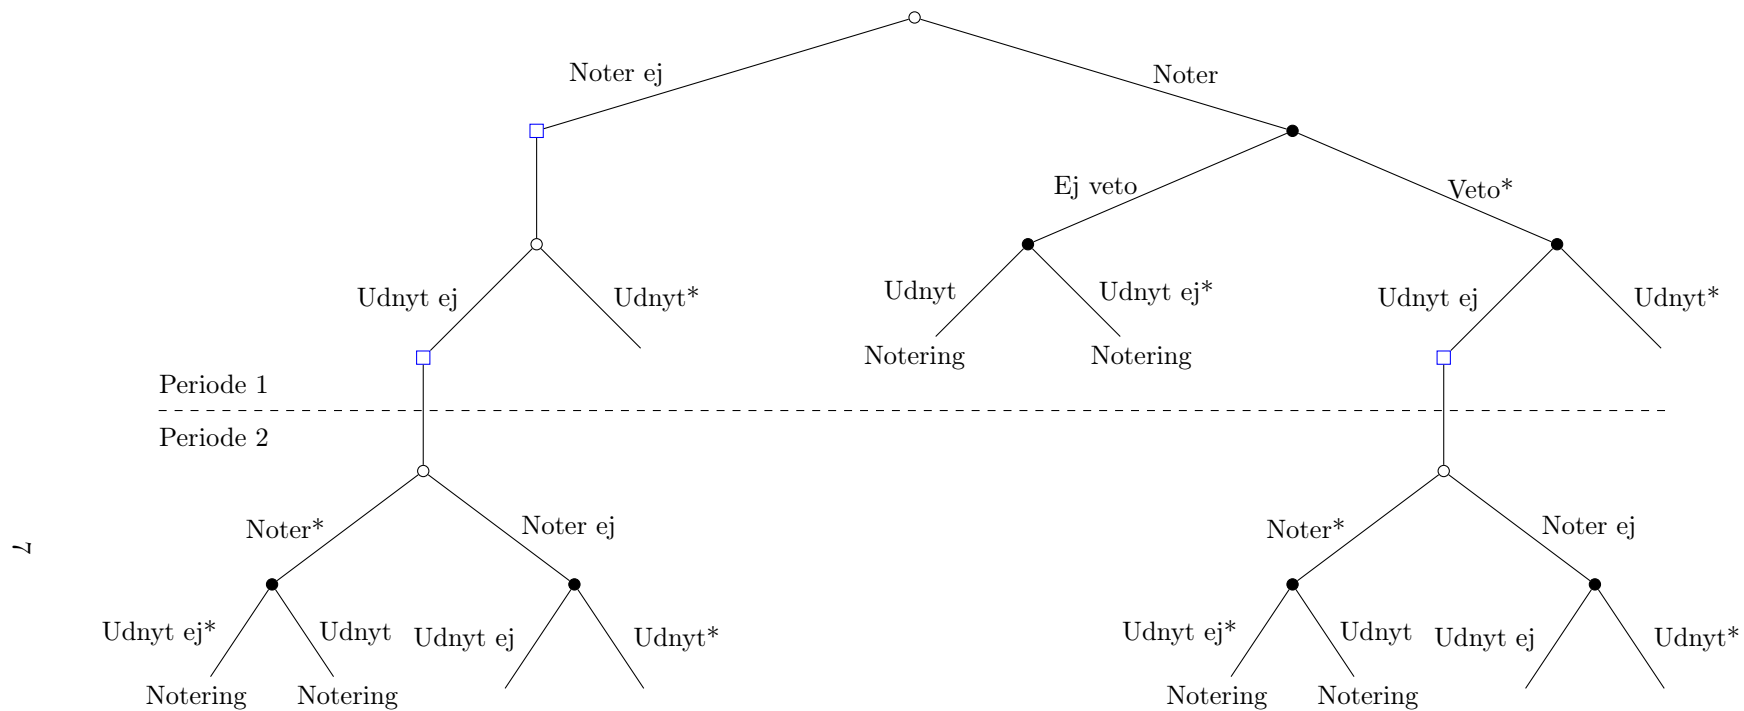 Noter ej
Noter
Ej veto
Veto*
Udnyt ej
Udnyt*
Udnyt
Udnyt ej*
Udnyt ej
Udnyt*
Notering
Notering
Periode 1
Periode 2
Noter*
Noter ej
Noter*
Noter ej
Udnyt ej*
Udnyt
Udnyt ej
Udnyt*
Udnyt ej*
Udnyt
Udnyt ej
Udnyt*
Notering
Notering
Notering
Notering
7